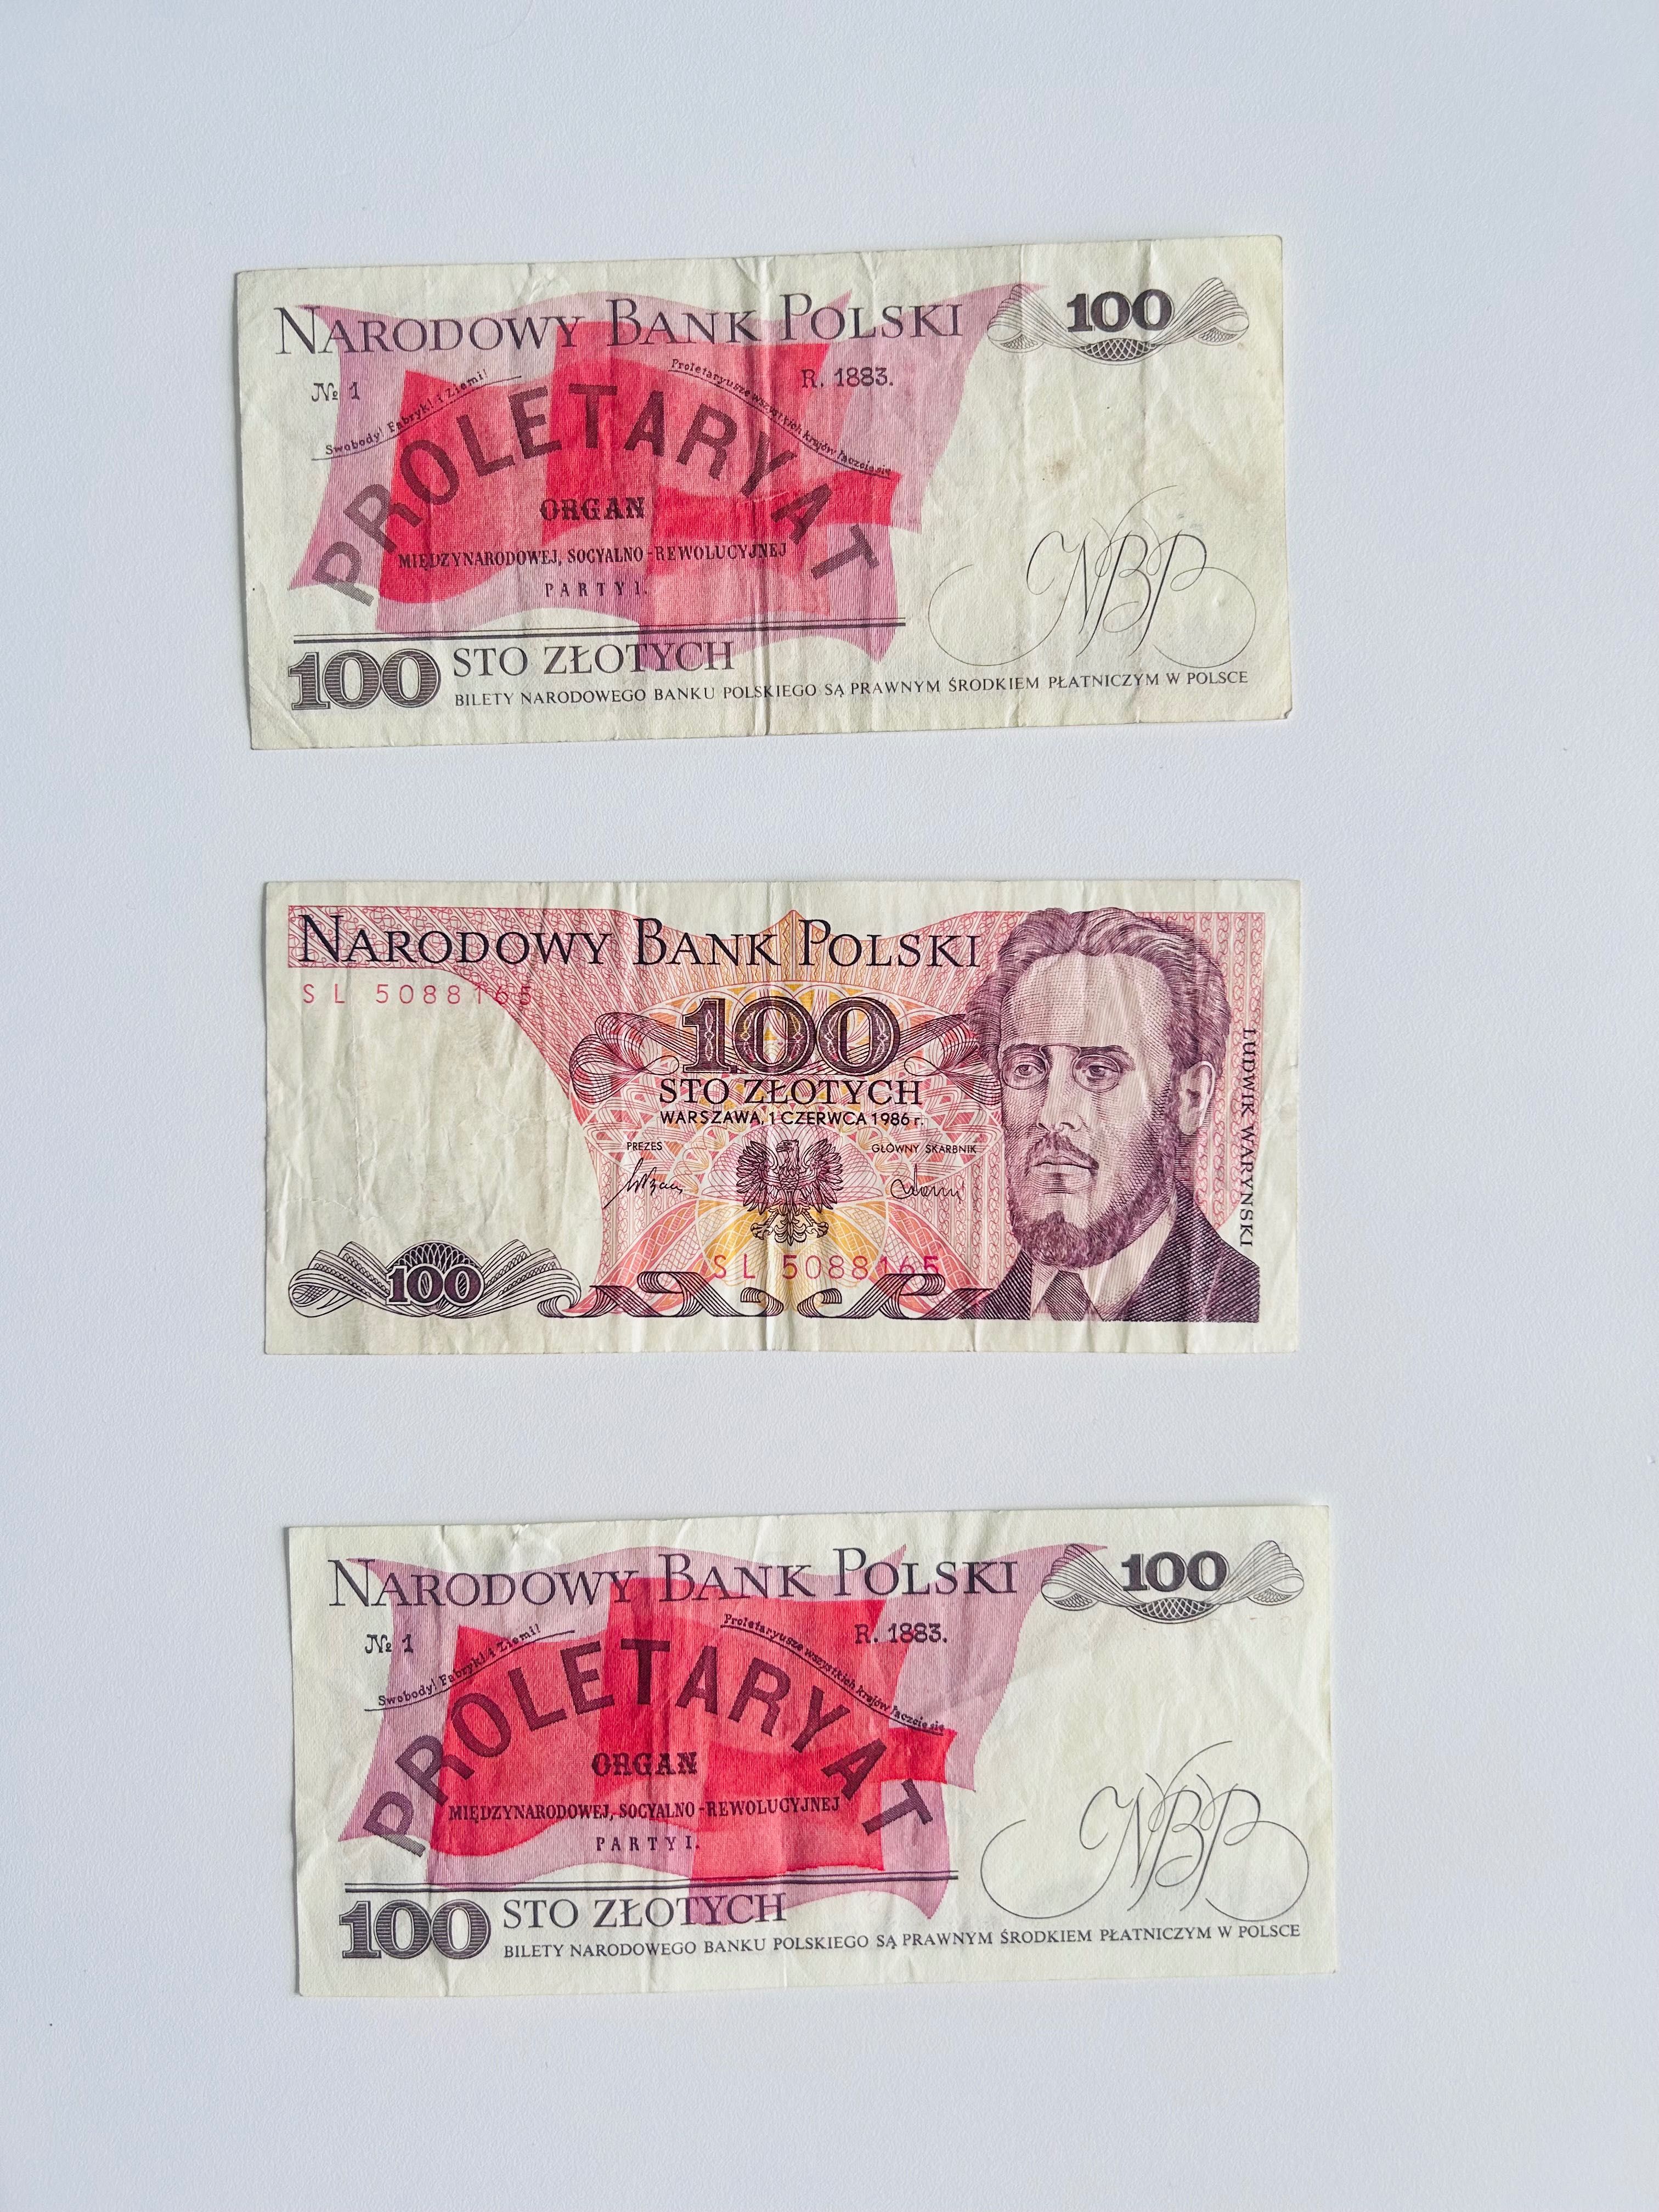 NARODOWY BANK POLSKI 100
№ 1 Swobody! Fabryk! i Ziemi! Proletaryusze wszystkich krajów łączcie się R. 1883.
PROLETARYAT
ORGAN
MIĘDZYNARODOWEJ, SOCYALNO-REWOLUCYJNEJ
PARTYI.
100 STO ZŁOTYCH
BILETY NARODOWEGO BANKU POLSKIEGO SĄ PRAWNYM ŚRODKIEM PŁATNICZYM W POLSCE
NBP
NARODOWY BANK POLSKI
SL 5088165
100
STO ZŁOTYCH
WARSZAWA, 1 CZERWCA 1986 r.
PREZES GŁÓWNY SKARBNIK
SL 5088165
100
LUDWIK WARYŃSKI
NARODOWY BANK POLSKI 100
№ 1 Swobody! Fabryk! i Ziemi! Proletaryusze wszystkich krajów łączcie się R. 1883.
PROLETARYAT
ORGAN
MIĘDZYNARODOWEJ, SOCYALNO-REWOLUCYJNEJ
PARTYI.
100 STO ZŁOTYCH
BILETY NARODOWEGO BANKU POLSKIEGO SĄ PRAWNYM ŚRODKIEM PŁATNICZYM W POLSCE
NBP